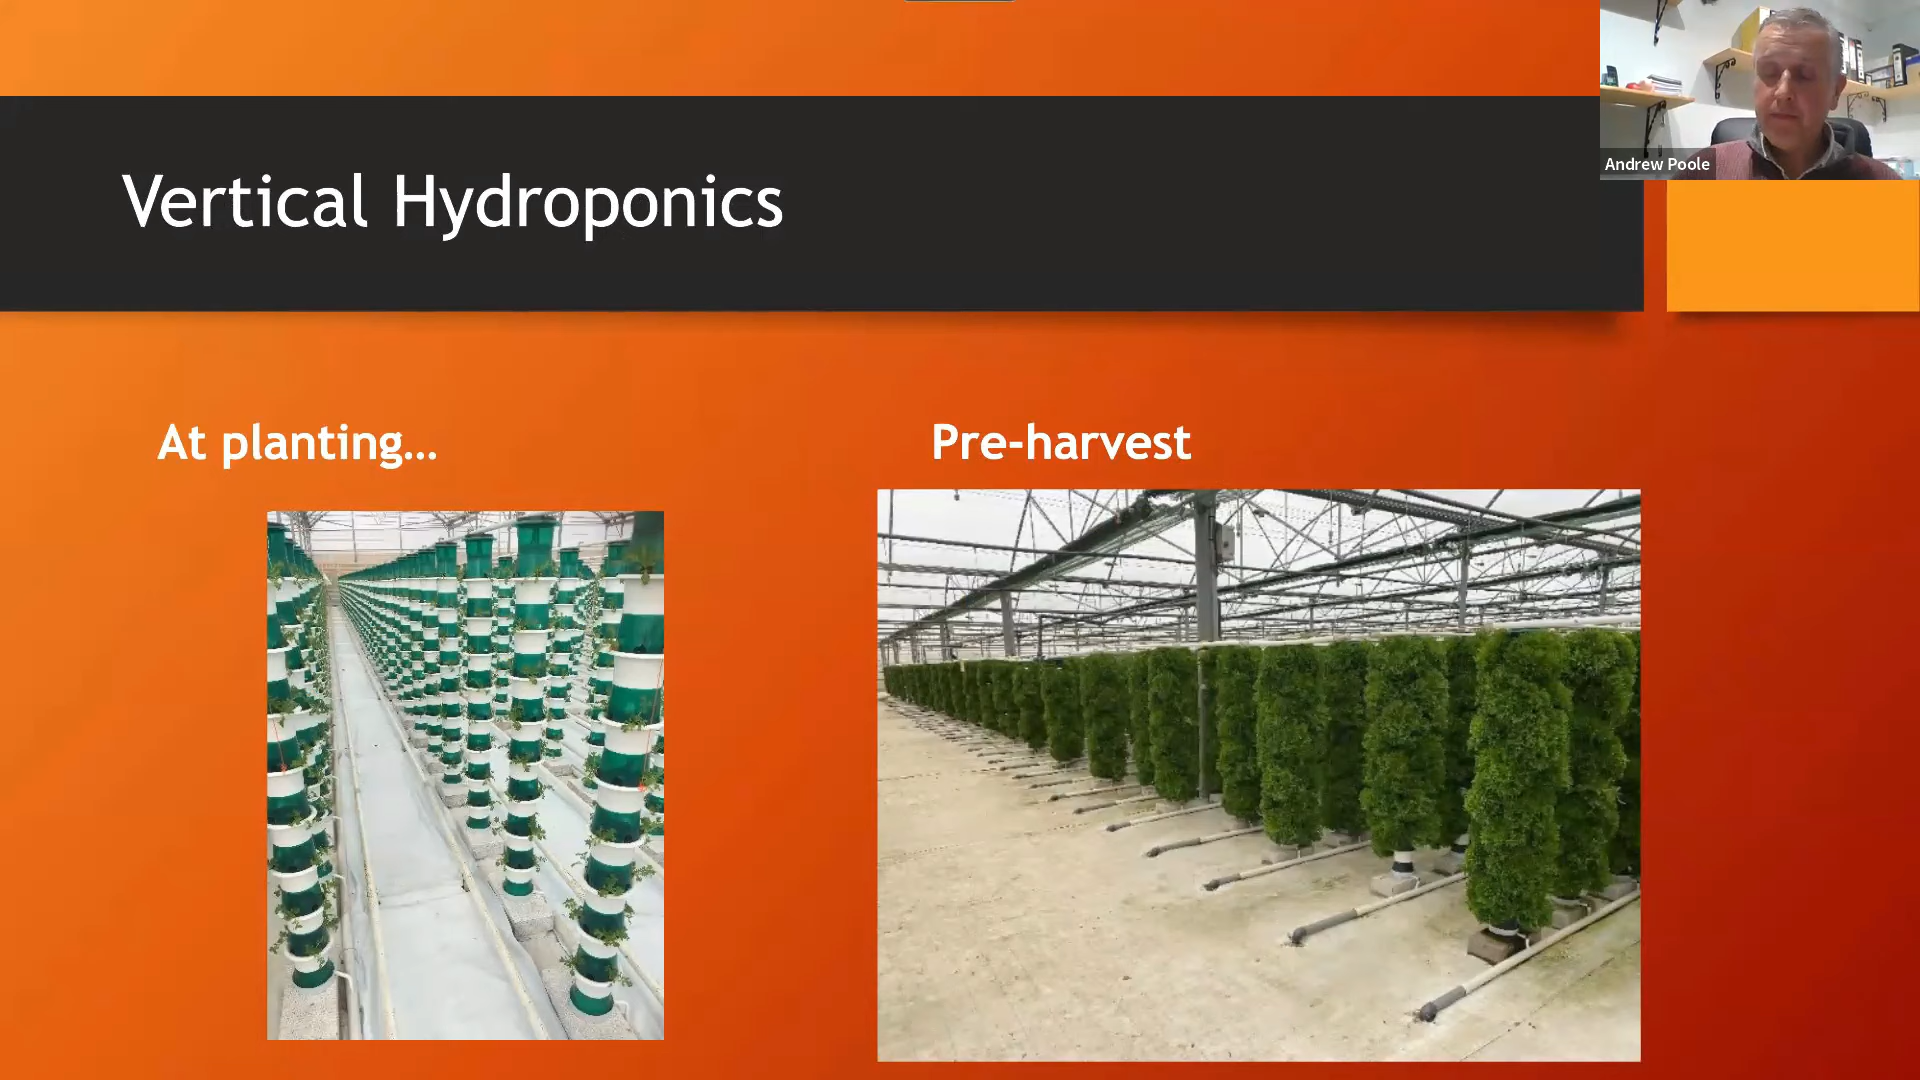 Andrew Poole
Vertical Hydroponics
At planting...
Pre-harvest